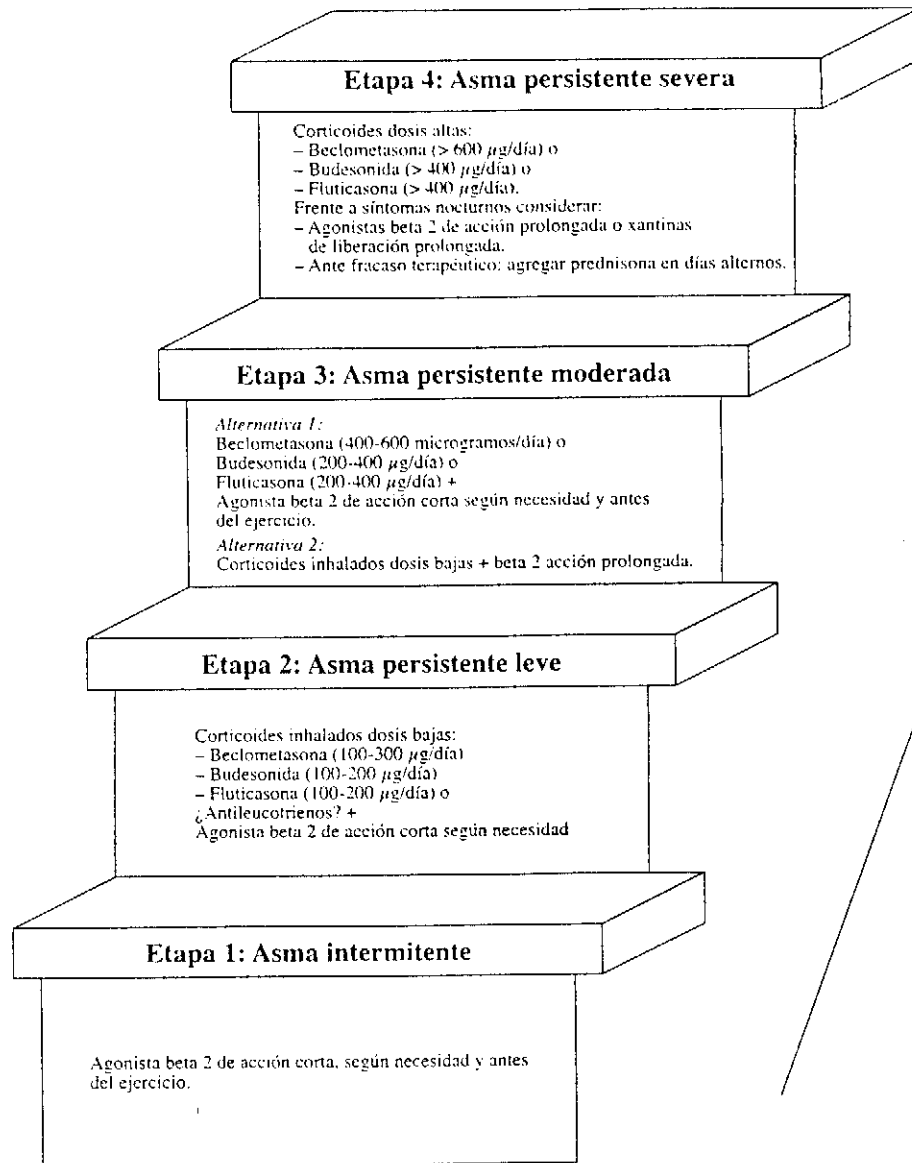 Etapa 4: Asma persistente severa
Corticoides dosis altas:
– Beclometasona (> 600 µg/día) o
– Budesonida (> 400 µg/día) o
– Fluticasona (> 400 µg/día).
Frente a síntomas nocturnos considerar:
– Agonistas beta 2 de acción prolongada o xantinas
de liberación prolongada.
– Ante fracaso terapéutico: agregar prednisona en días alternos.
Etapa 3: Asma persistente moderada
Alternativa 1:
Beclometasona (400-600 microgramos/día) o
Budesonida (200-400 µg/día) o
Fluticasona (200-400 µg/día) +
Agonista beta 2 de acción corta según necesidad y antes
del ejercicio.
Alternativa 2:
Corticoides inhalados dosis bajas + beta 2 acción prolongada.
Etapa 2: Asma persistente leve
Corticoides inhalados dosis bajas:
– Beclometasona (100-300 µg/día)
– Budesonida (100-200 µg/día)
– Fluticasona (100-200 µg/día) o
¿Antileucotrienos? +
Agonista beta 2 de acción corta según necesidad
Etapa 1: Asma intermitente
Agonista beta 2 de acción corta, según necesidad y antes
del ejercicio.